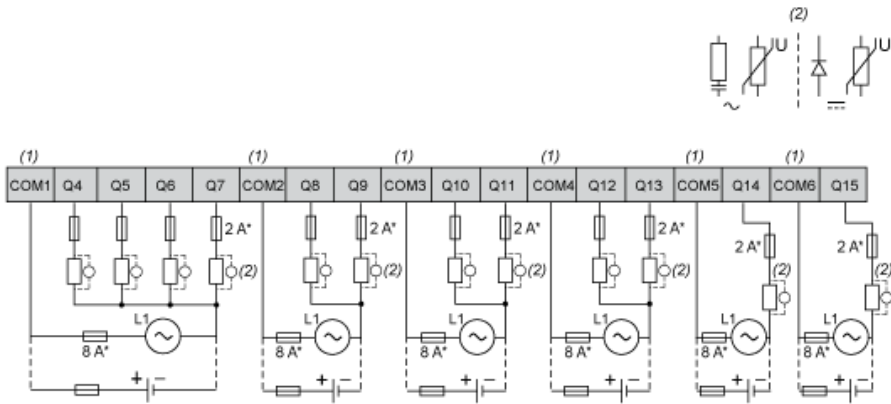 (2)
U U
~
(1) (1) (1) (1) (1) (1)
COM1 Q4 Q5 Q6 Q7 COM2 Q8 Q9 COM3 Q10 Q11 COM4 Q12 Q13 COM5 Q14 COM6 Q15
2 A* 2 A* 2 A* 2 A*
2 A* 2 A*
(2) (2) (2) (2) (2) (2)
L1 L1 L1 L1 L1 L1
8 A* 8 A* 8 A* 8 A* 8 A* 8 A*
+ − + − + − + − + − + −